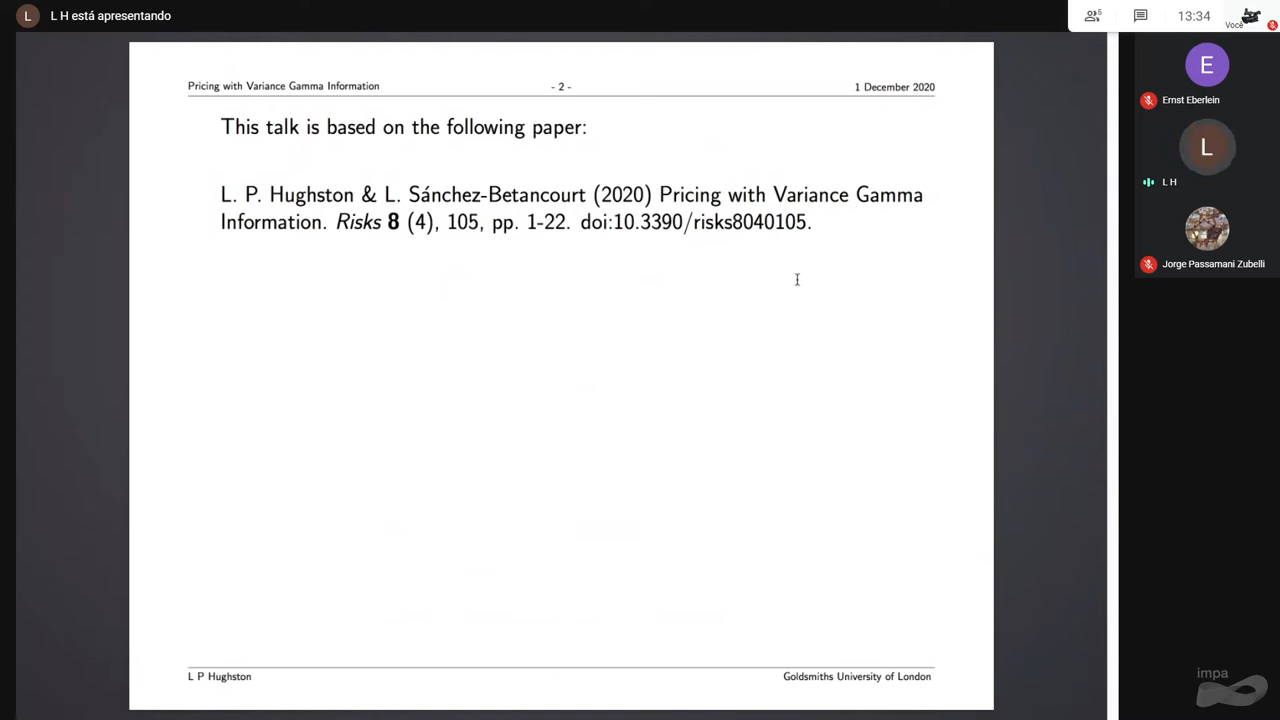 L
L H está apresentando
5
13:34
Você
Pricing with Variance Gamma Information
- 2 -
1 December 2020
This talk is based on the following paper:
L. P. Hughston & L. Sánchez-Betancourt (2020) Pricing with Variance Gamma
Information. Risks 8 (4), 105, pp. 1-22. doi:10.3390/risks8040105.
L P Hughston
Goldsmiths University of London
E
Ernst Eberlein
L
L H
Jorge Passamani Zubelli
impa